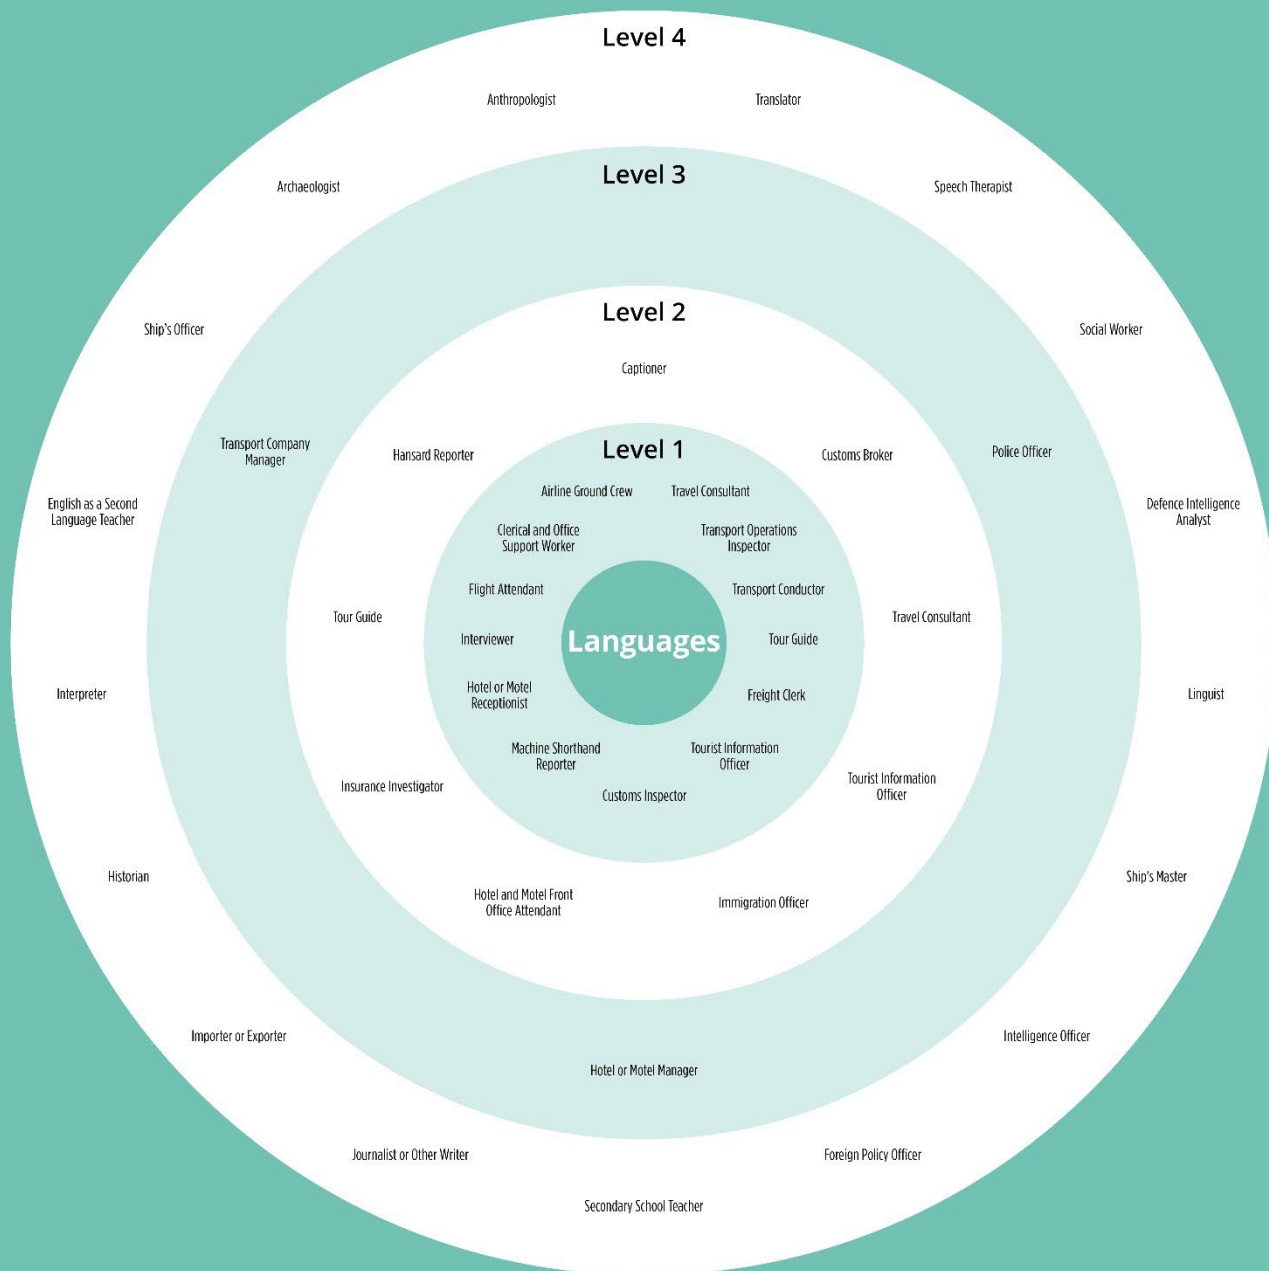 Level 4
Anthropologist
Translator
Archaeologist
Speech Therapist
Ship's Officer
Social Worker
English as a Second
Language Teacher
Defence Intelligence
Analyst
Interpreter
Linguist
Historian
Ship's Master
Importer or Exporter
Intelligence Officer
Journalist or Other Writer
Foreign Policy Officer
Secondary School Teacher
Level 3
Transport Company
Manager
Police Officer
Hotel or Motel Manager
Level 2
Captioner
Hansard Reporter
Customs Broker
Tour Guide
Travel Consultant
Insurance Investigator
Tourist Information
Officer
Hotel and Motel Front
Office Attendant
Immigration Officer
Level 1
Airline Ground Crew
Travel Consultant
Clerical and Office
Support Worker
Transport Operations
Inspector
Flight Attendant
Transport Conductor
Interviewer
Tour Guide
Hotel or Motel
Receptionist
Freight Clerk
Machine Shorthand
Reporter
Tourist Information
Officer
Customs Inspector
Languages